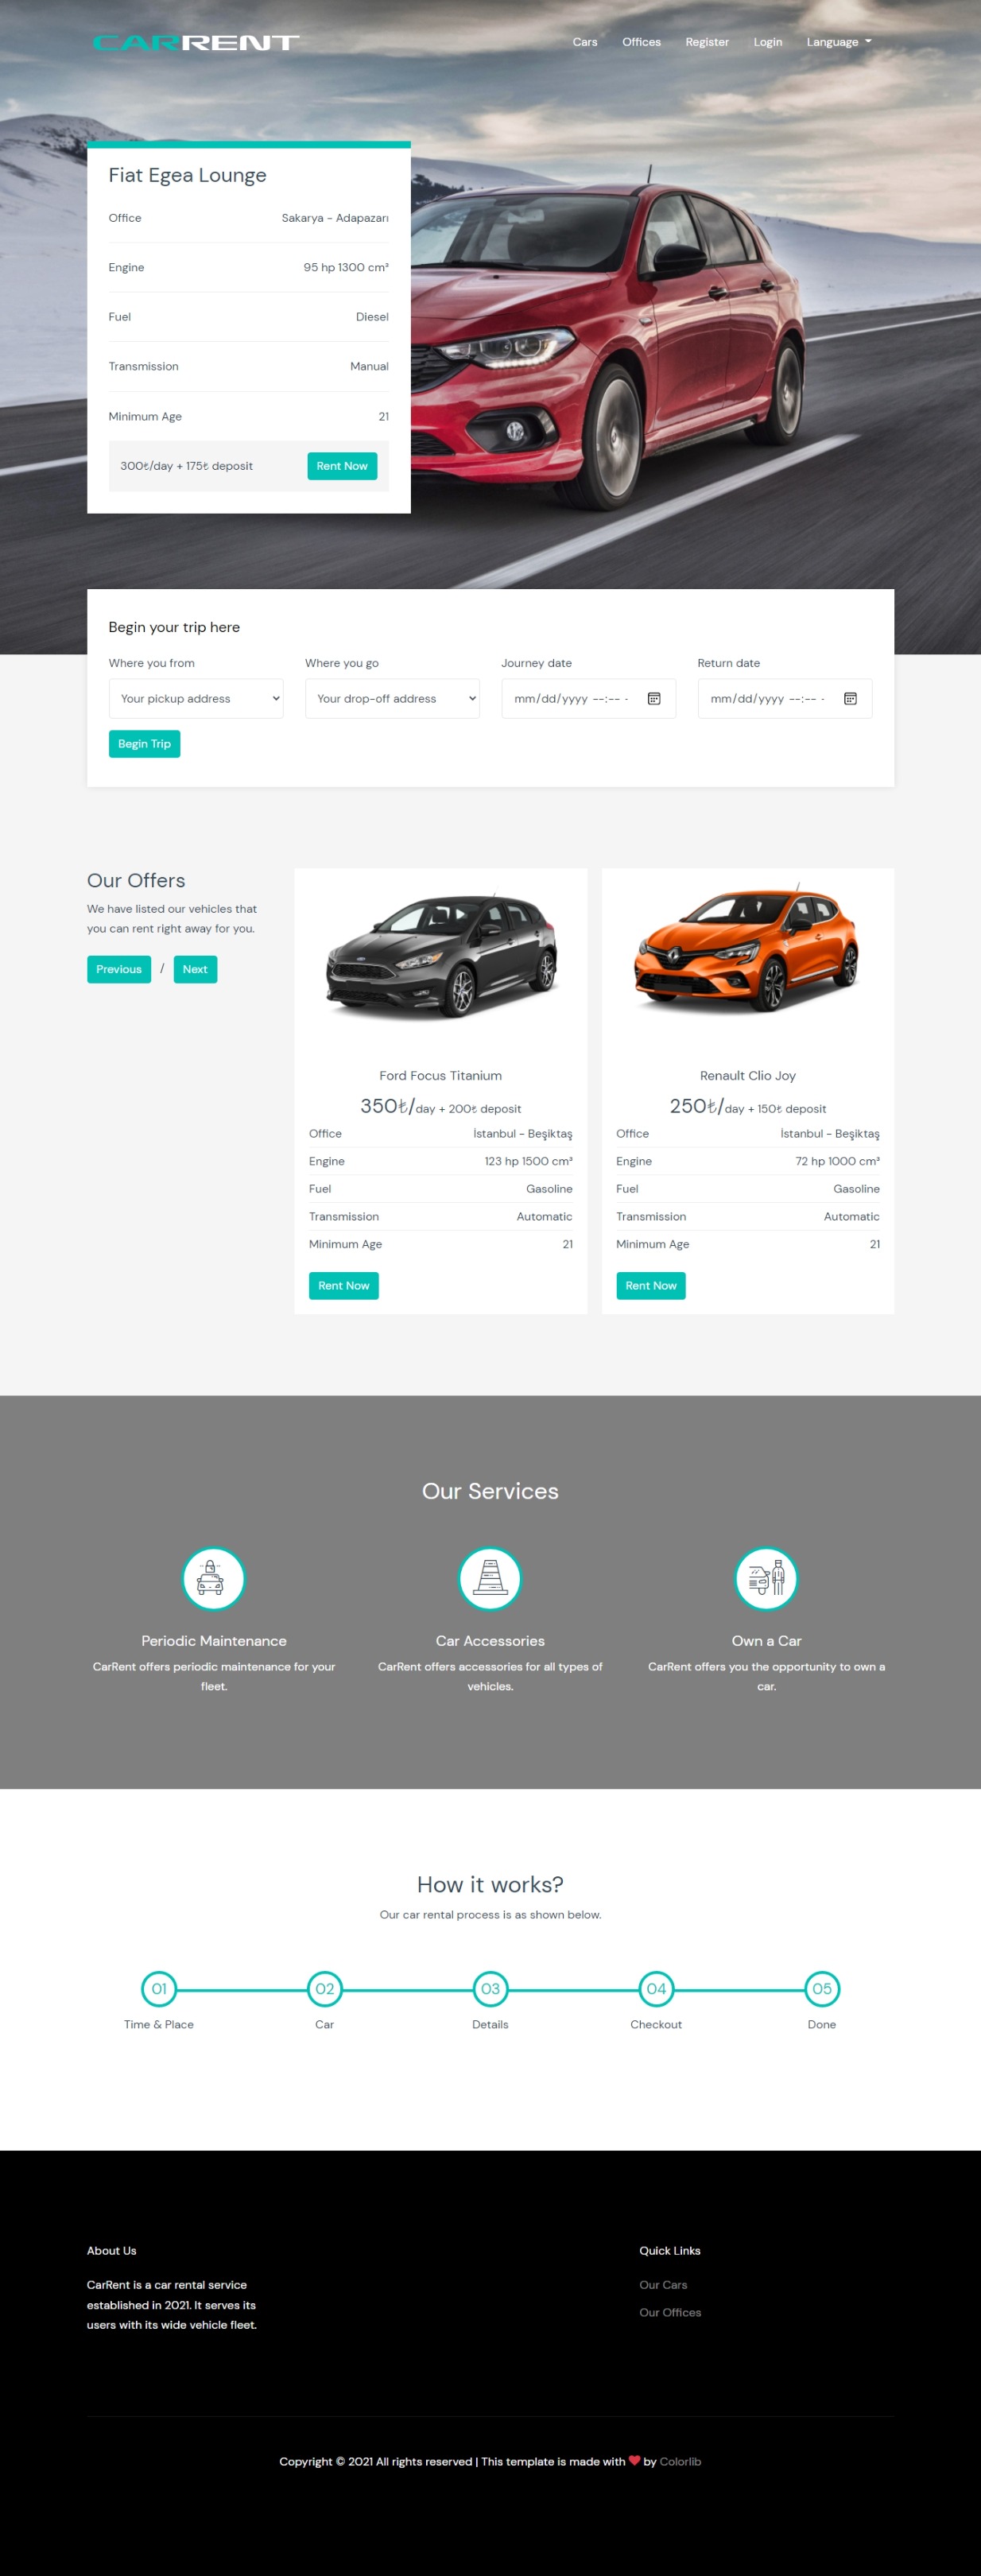 CARRENT
Cars Offices Register Login Language
Fiat Egea Lounge
Office Sakarya - Adapazarı
Engine 95 hp 1300 cm³
Fuel Diesel
Transmission Manual
Minimum Age 21
300₺/day + 175₺ deposit Rent Now
Begin your trip here
Where you from Where you go Journey date Return date
Your pickup address Your drop-off address mm/dd/yyyy --:-- - mm/dd/yyyy --:-- -
Begin Trip
Our Offers
We have listed our vehicles that
you can rent right away for you.
Previous / Next
Ford Focus Titanium
350₺/day + 200₺ deposit
Office İstanbul - Beşiktaş
Engine 123 hp 1500 cm³
Fuel Gasoline
Transmission Automatic
Minimum Age 21
Rent Now
Renault Clio Joy
250₺/day + 150₺ deposit
Office İstanbul - Beşiktaş
Engine 72 hp 1000 cm³
Fuel Gasoline
Transmission Automatic
Minimum Age 21
Rent Now
Our Services
Periodic Maintenance
CarRent offers periodic maintenance for your
fleet.
Car Accessories
CarRent offers accessories for all types of
vehicles.
Own a Car
CarRent offers you the opportunity to own a
car.
How it works?
Our car rental process is as shown below.
01 02 03 04 05
Time & Place Car Details Checkout Done
About Us
CarRent is a car rental service
established in 2021. It serves its
users with its wide vehicle fleet.
Quick Links
Our Cars
Our Offices
Copyright © 2021 All rights reserved | This template is made with ❤ by Colorlib